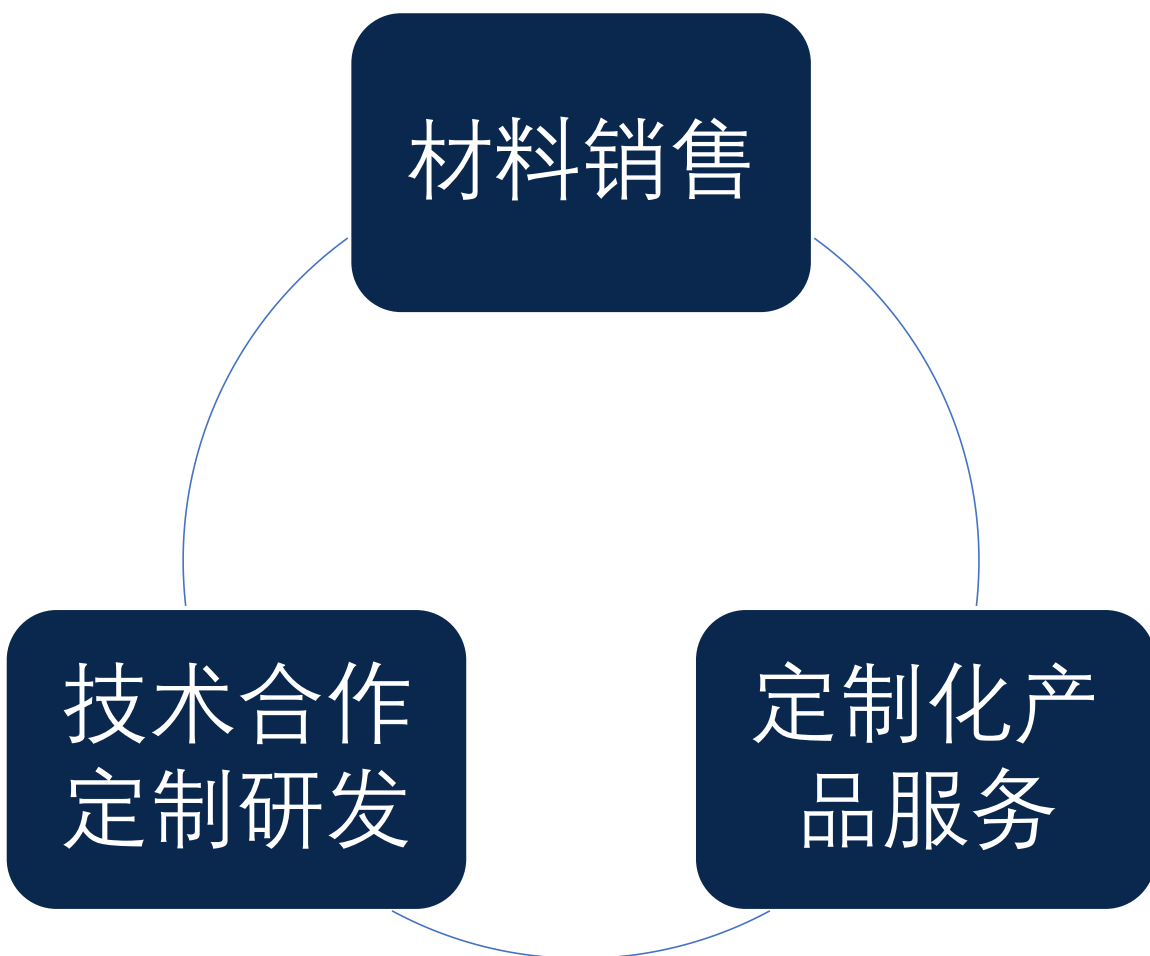 材料销售
技术合作
定制研发
定制化产
品服务